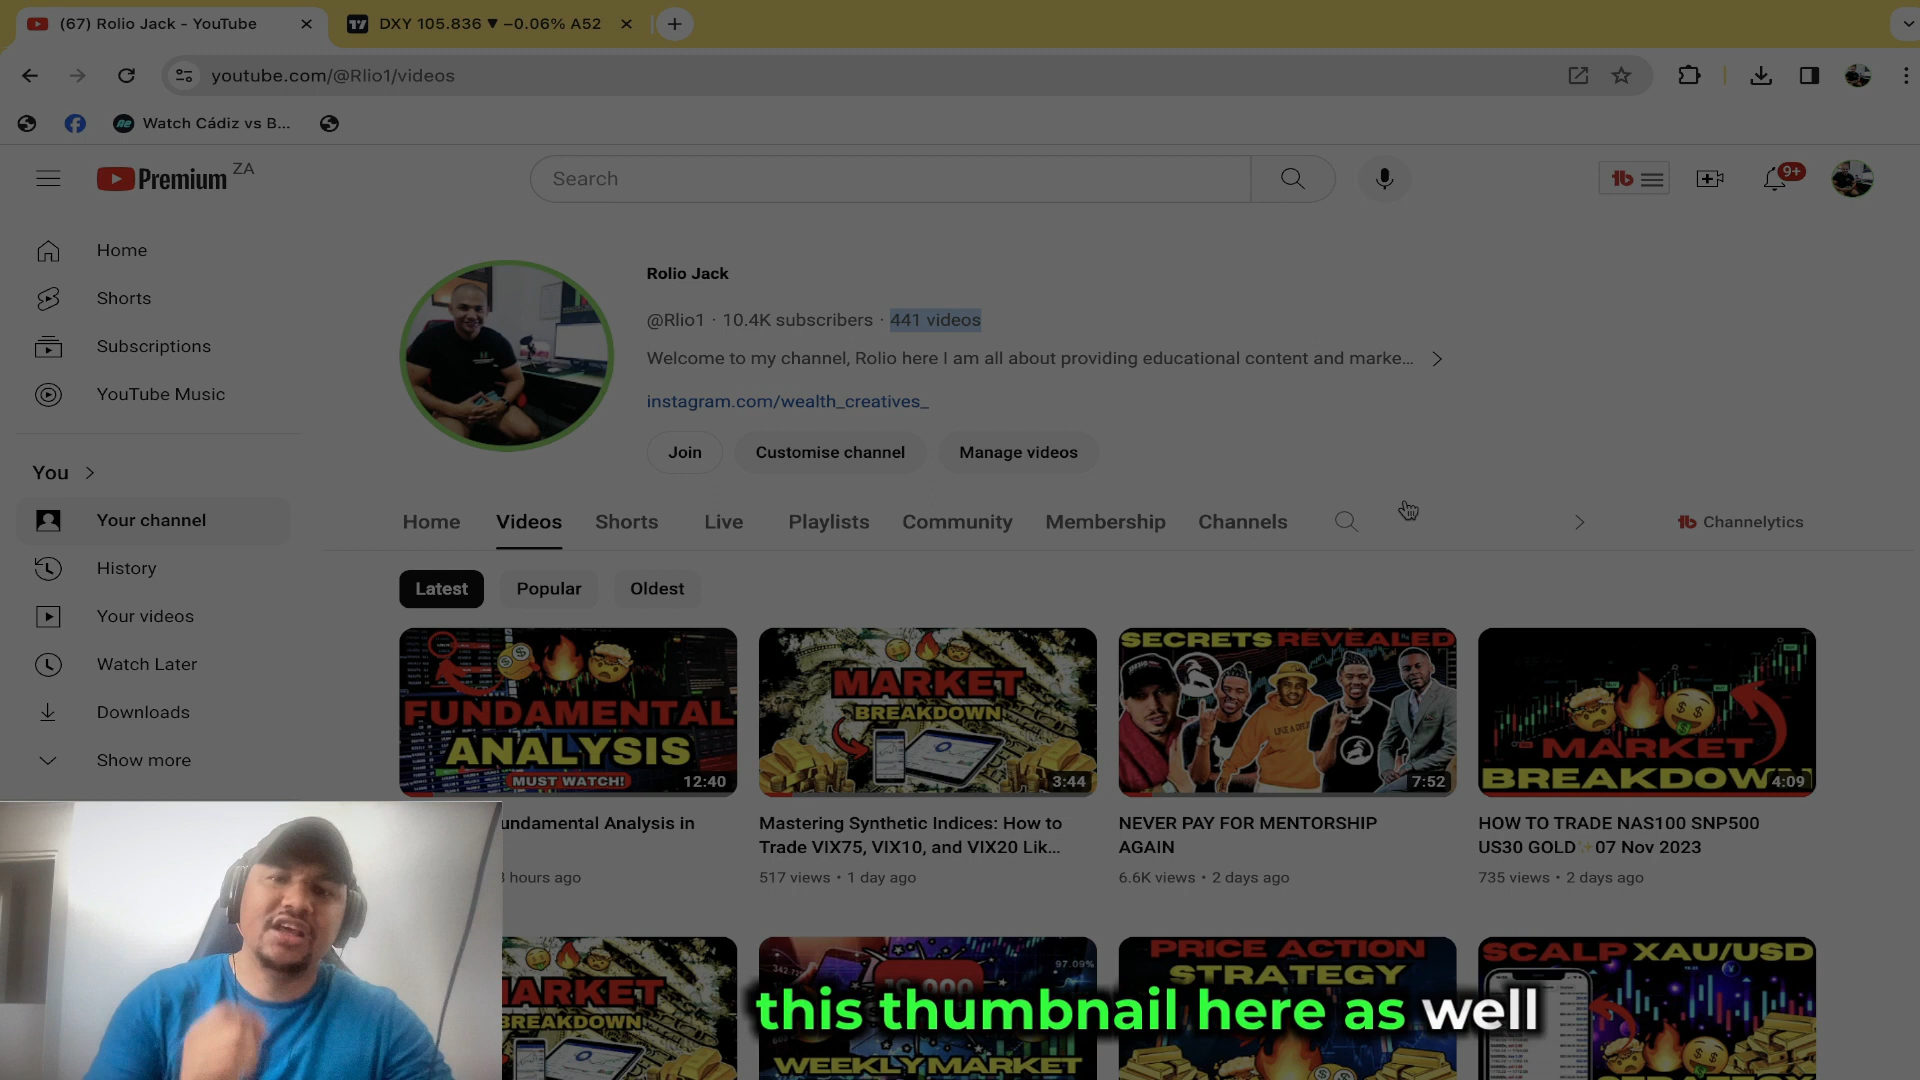 (67) Rolio Jack - YouTube
DXY 105.836 ▼ −0.06% A52
youtube.com/@Rlio1/videos
Watch Cádiz vs B...
Premium ZA
Search
9+
Home
Shorts
Subscriptions
YouTube Music
You
Your channel
History
Your videos
Watch Later
Downloads
Show more
Rolio Jack
@Rlio1 · 10.4K subscribers · 441 videos
Welcome to my channel, Rolio here I am all about providing educational content and marke...
instagram.com/wealth_creatives_
Join
Customise channel
Manage videos
Home
Videos
Shorts
Live
Playlists
Community
Membership
Channels
Channelytics
Latest
Popular
Oldest
FUNDAMENTAL
ANALYSIS
MUST WATCH!
12:40
undamental Analysis in
hours ago
MARKET
BREAKDOWN
3:44
Mastering Synthetic Indices: How to
Trade VIX75, VIX10, and VIX20 Lik...
517 views • 1 day ago
SECRETS REVEALED
7:52
NEVER PAY FOR MENTORSHIP
AGAIN
6.6K views • 2 days ago
MARKET
BREAKDOWN
4:09
HOW TO TRADE NAS100 SNP500
US30 GOLD✨07 Nov 2023
735 views • 2 days ago
MARKET
BREAKDOWN
97.09%
WEEKLY MARKET
PRICE ACTION
STRATEGY
SCALP XAU/USD
this thumbnail here as well